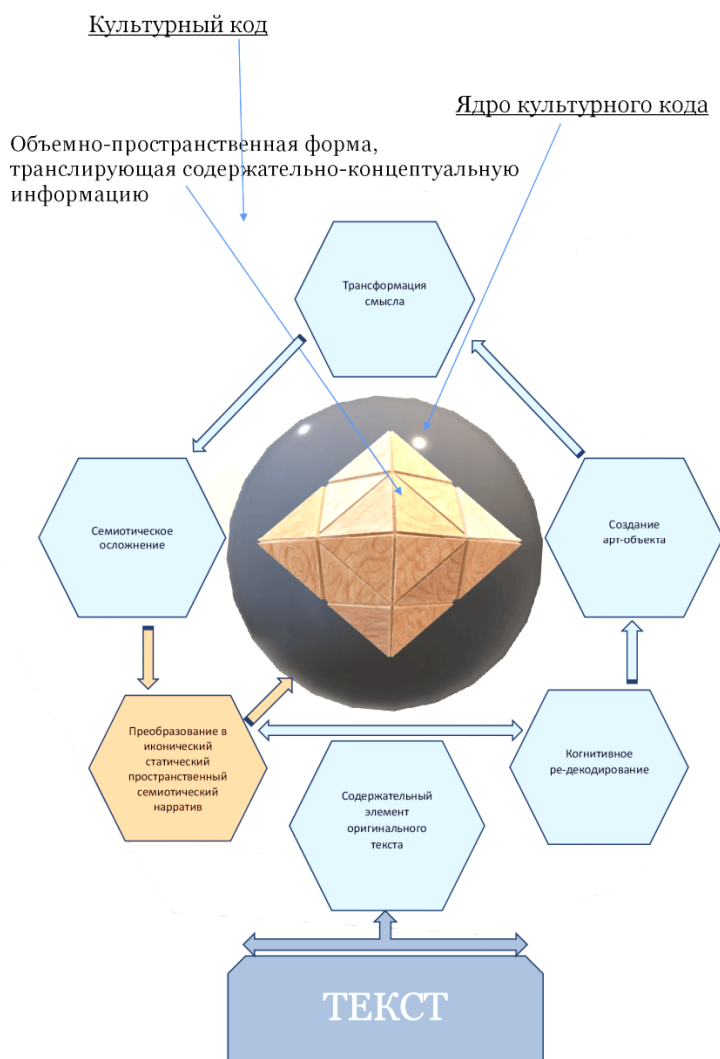 Культурный код
Ядро культурного кода
Объемно-пространственная форма,
транслирующая содержательно-концептуальную
информацию
Трансформация
смысла
Семиотическое
осложнение
Создание
арт-объекта
Преобразование в
иконический
статический
пространственный
семиотический
нарратив
Когнитивное
ре-декодирование
Содержательный
элемент
оригинального
текста
ТЕКСТ